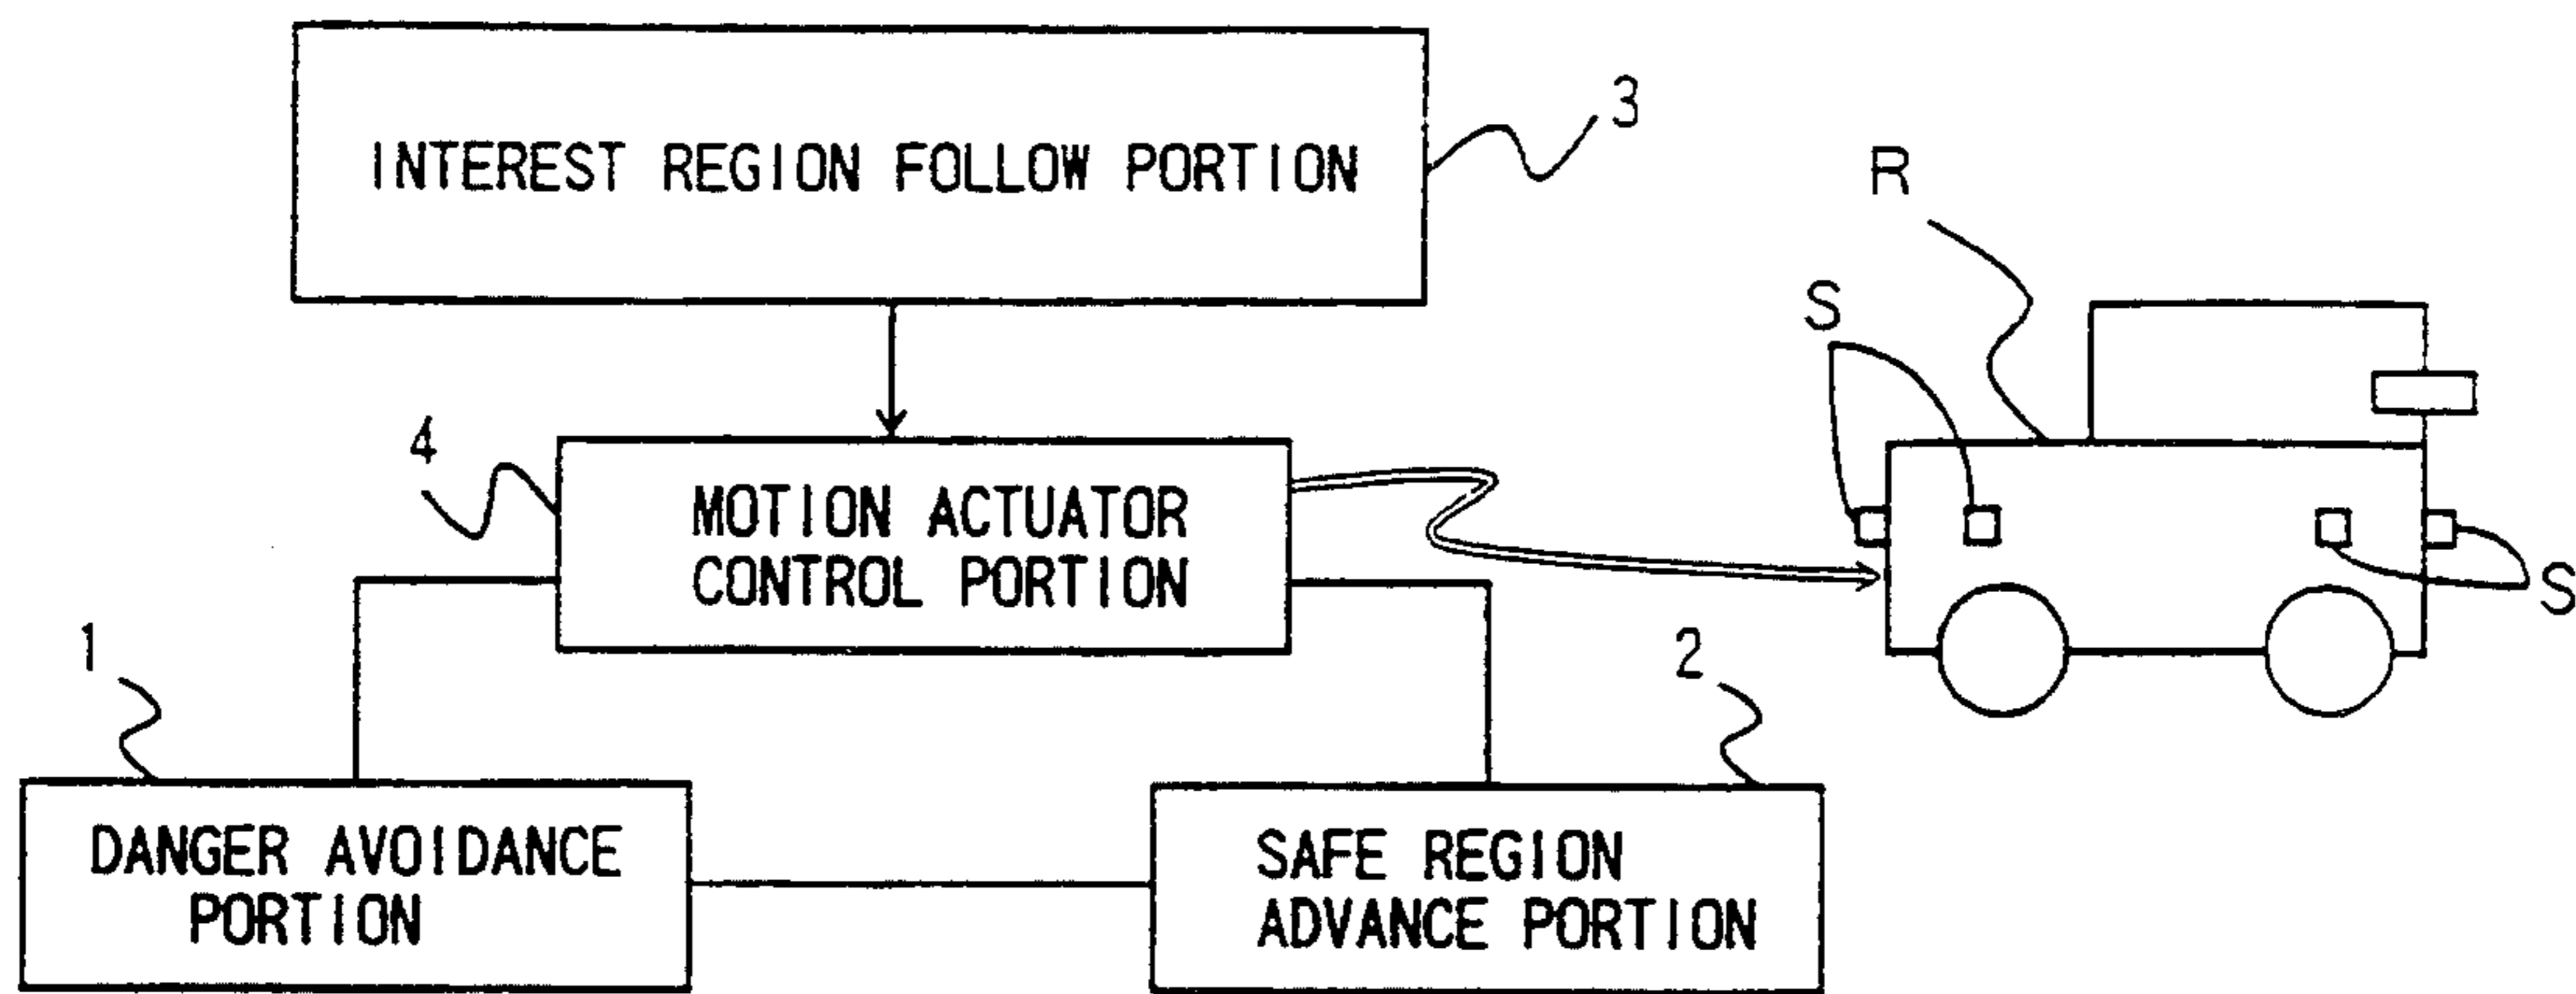 INTEREST REGION FOLLOW PORTION
3
R
S
4
MOTION ACTUATOR
CONTROL PORTION
S
1
2
DANGER AVOIDANCE
PORTION
SAFE REGION
ADVANCE PORTION